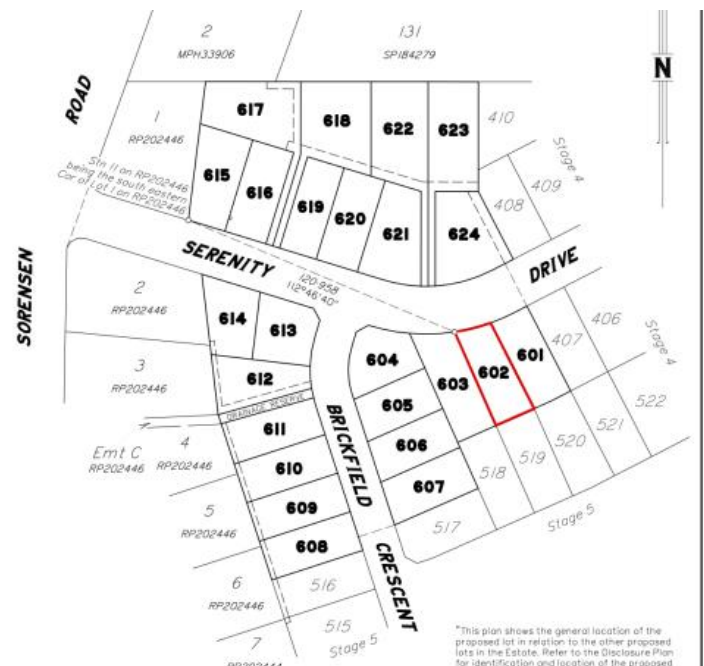 2
MPH33906
131
SP184279
N
ROAD
1
RP202446
617
618
622
623
410
Stage 4
615
616
Stn II on RP202446
being the south eastern
Cor of Lot I on RP202446
619
620
621
624
409
408
SORENSEN
SERENITY
DRIVE
120·958
112°46'40"
2
614
613
3
612
DRAINAGE RESERVE
604
603
602
601
407
406
Stage 4
605
606
607
BRICKFIELD
CRESCENT
611
4
Emt C
RP202446
RP202446
610
609
608
5
RP202446
518
519
520
521
522
517
Stage 5
6
RP202446
516
515
Stage 5
7
"This plan shows the general location of the
proposed lot in relation to the other proposed
lots in the Estate. Refer to the Disclosure Plan
for identification and location of the proposed